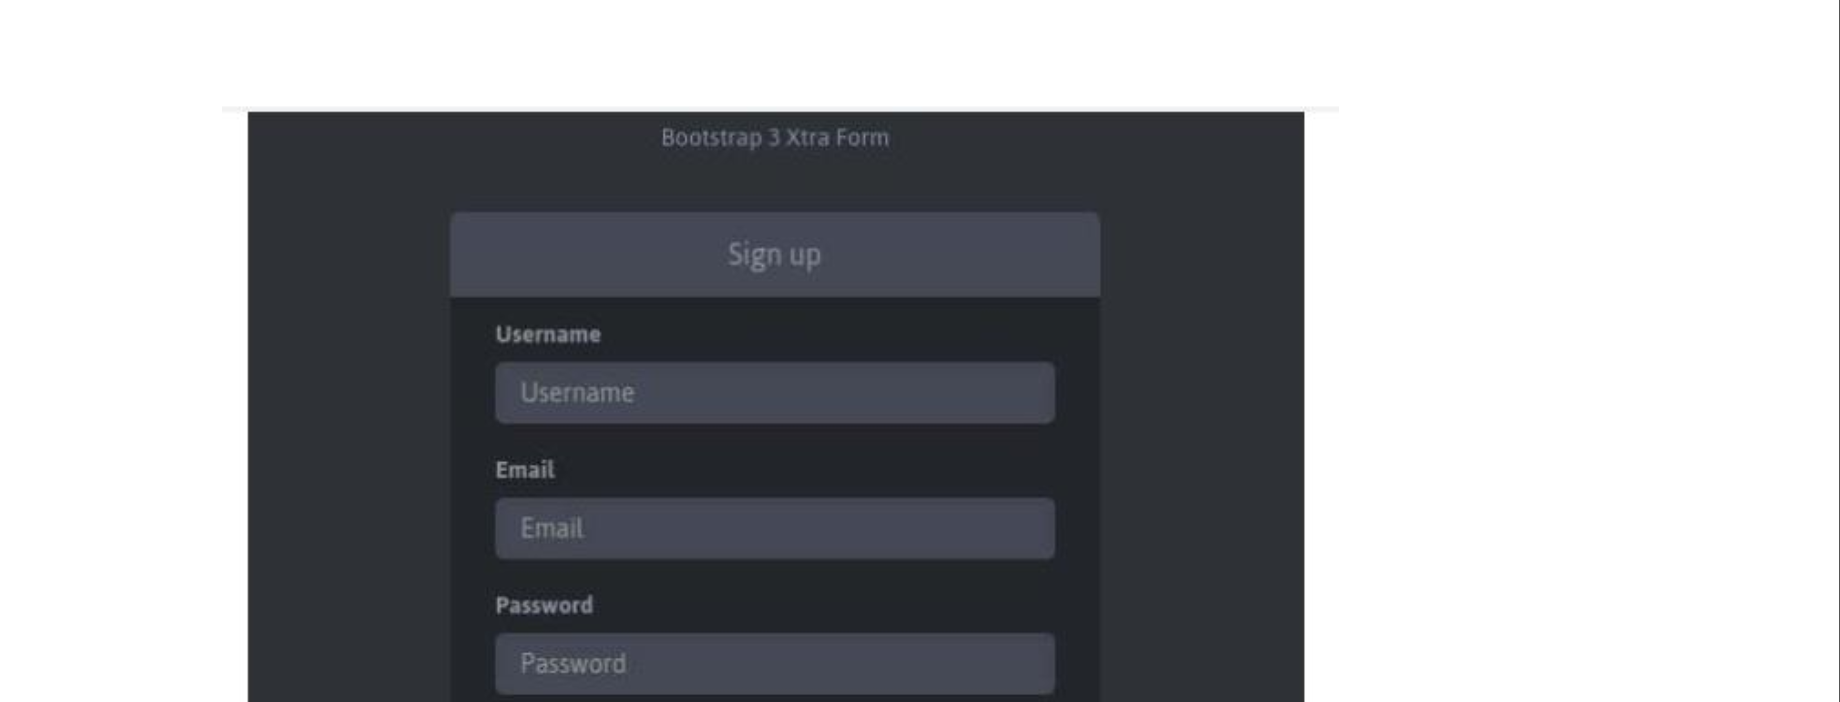 Bootstrap 3 Xtra Form
Sign up
Username
Username
Email
Email
Password
Password